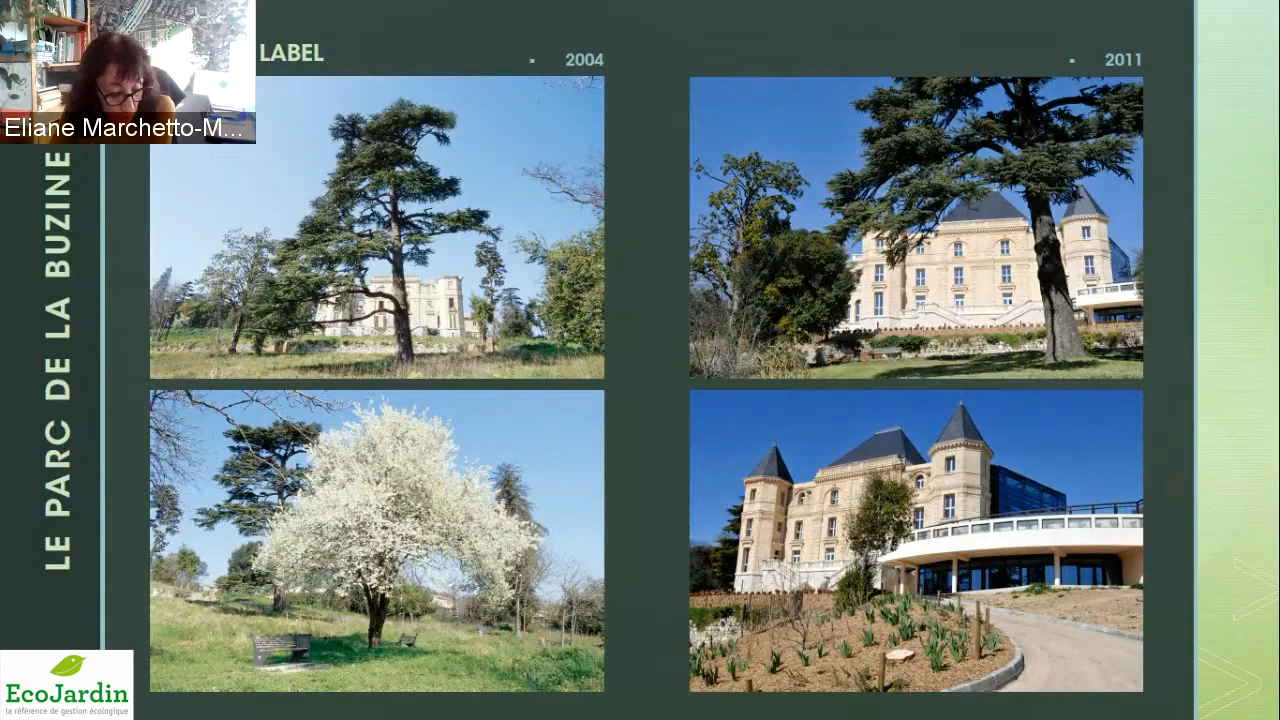 LABEL
2004
2011
Eliane Marchetto-M...
LE PARC DE LA BUZINE
EcoJardin
la référence de gestion écologique